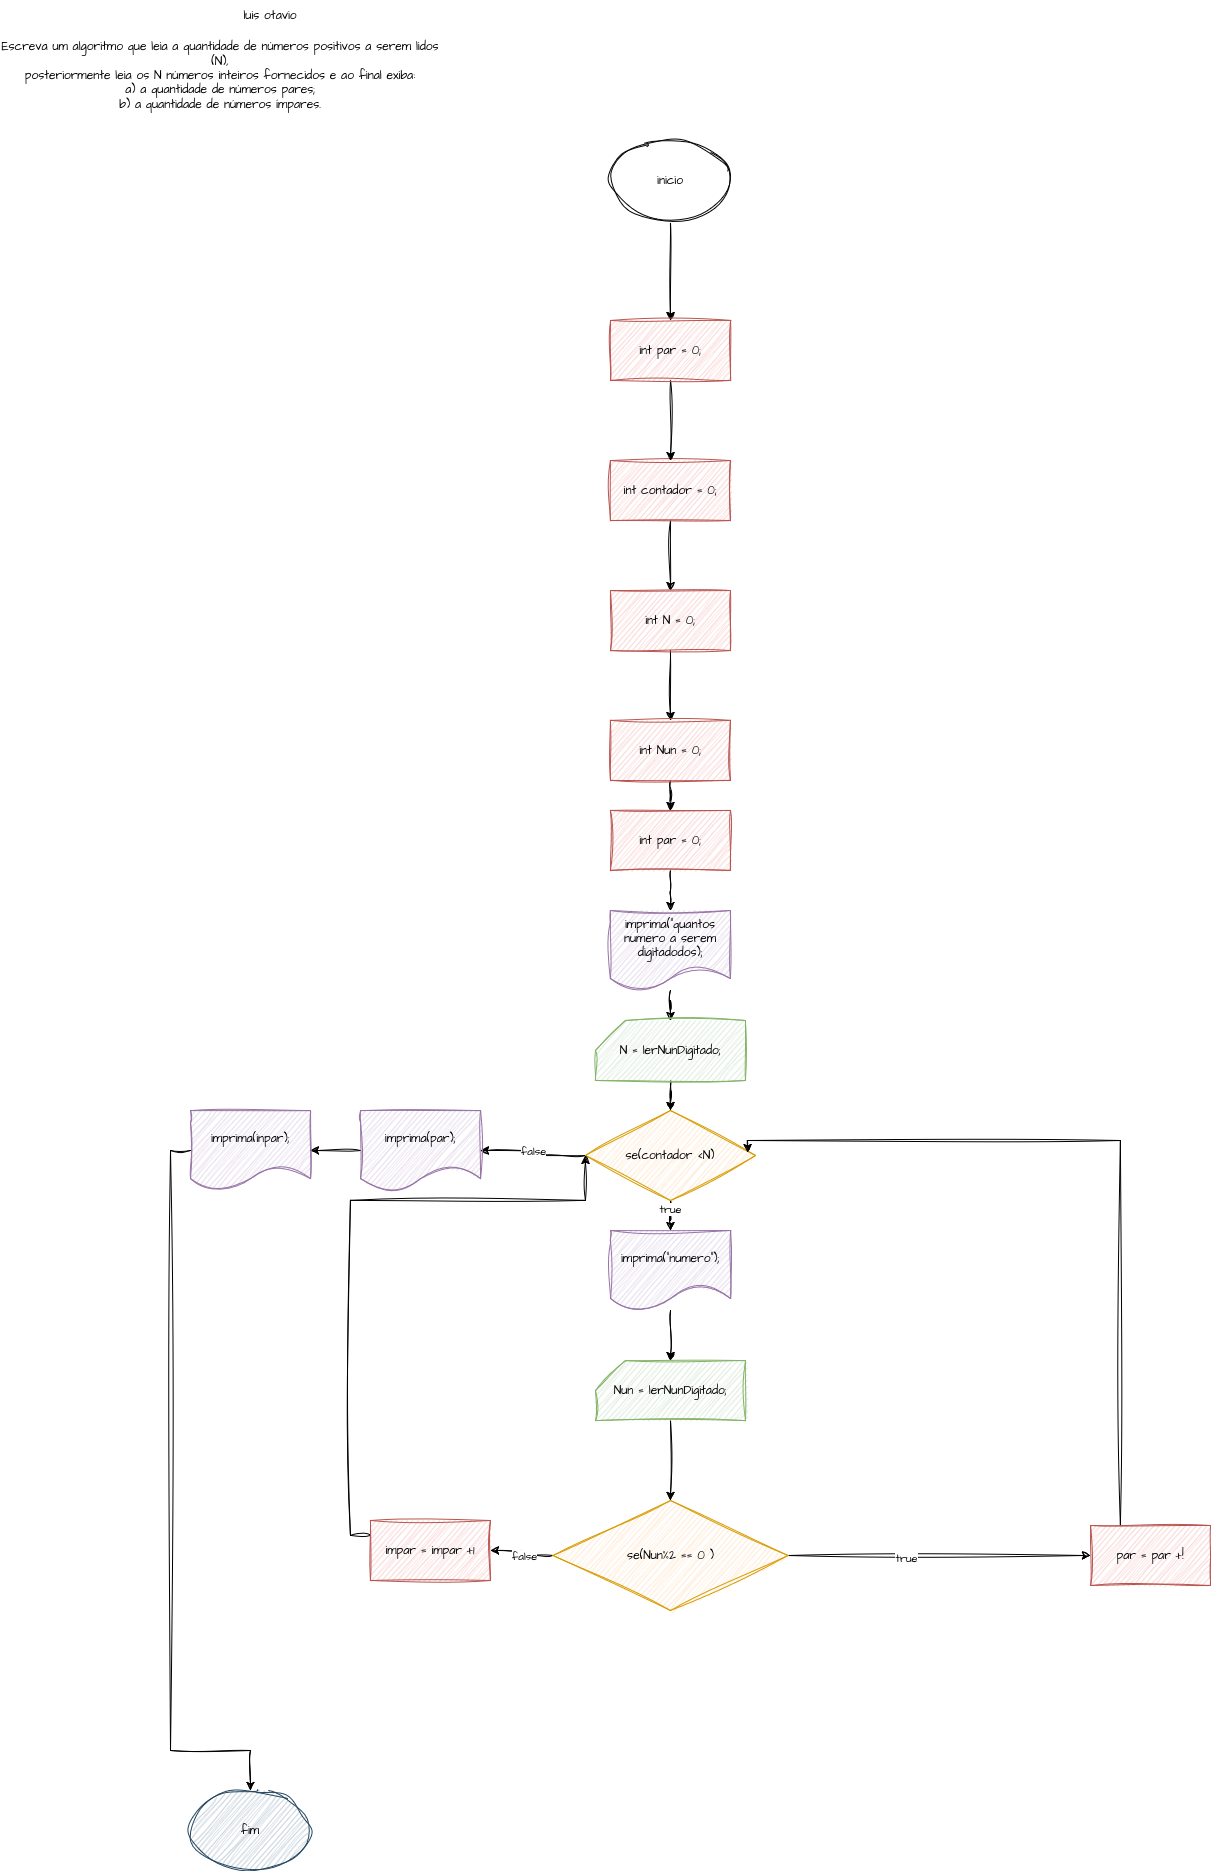 luis otavio
Escreva um algoritmo que leia a quantidade de números positivos a serem lidos
(N),
posteriormente leia os N números inteiros fornecidos e ao final exiba:
a) a quantidade de números pares;
b) a quantidade de números ímpares.
inicio
int par = 0;
int contador = 0;
int N = 0;
int Nun = 0;
int par = 0;
imprima("quantos
numero a serem
digitadodos);
N = lerNunDigitado;
imprima(inpar);
imprima(par);
false
se(contador <N)
true
imprima("numero");
Nun = lerNunDigitado;
impar = impar +1
false
se(Nun%2 == 0 )
true
par = par +!
fim